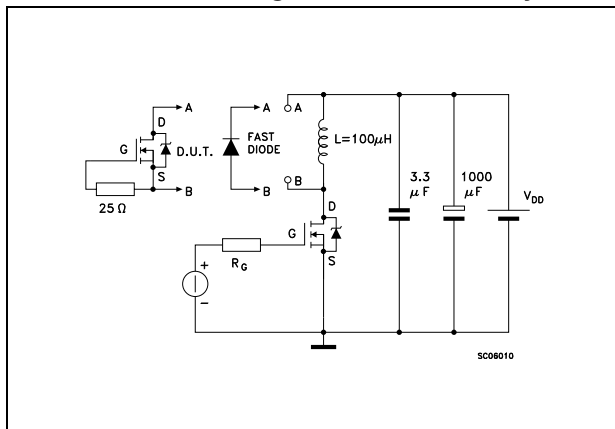 A
A
A
D
FAST
DIODE
L=100μH
G
D.U.T.
S
B
B
B
25 Ω
3.3
μF
1000
μF
V_DD
D
G
S
R_G
+
-
SC06010